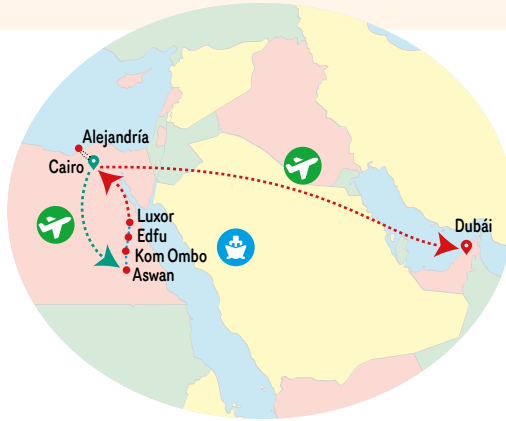 Alejandría
Cairo
Luxor
Edfu
Kom Ombo
Aswan
Dubái